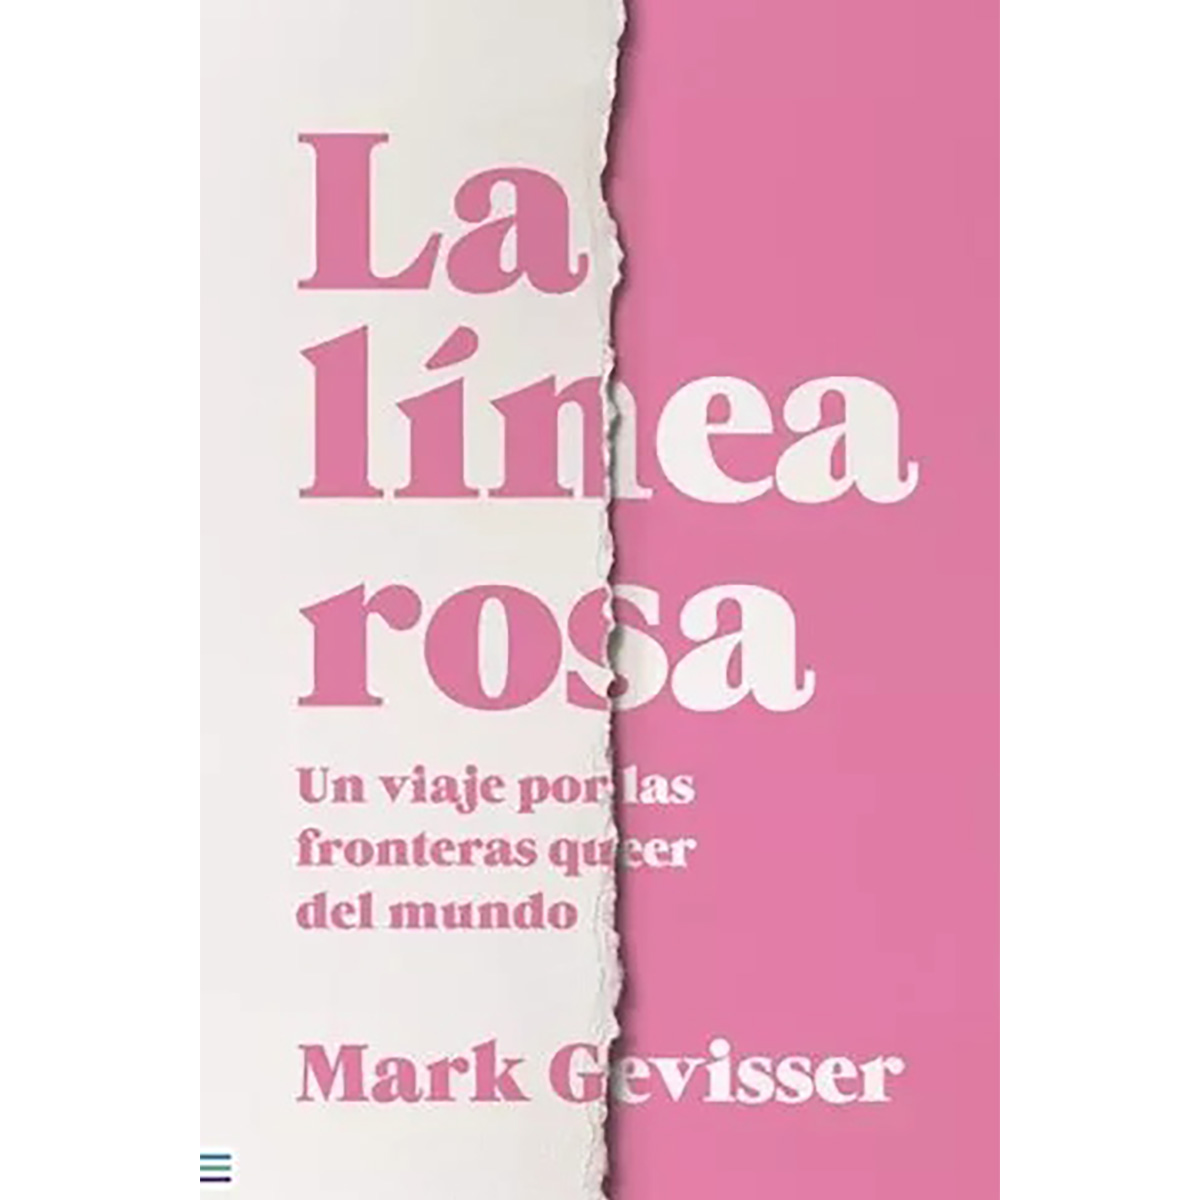 La
línea
rosa
Un viaje por las
fronteras queer
del mundo
Mark Gevisser